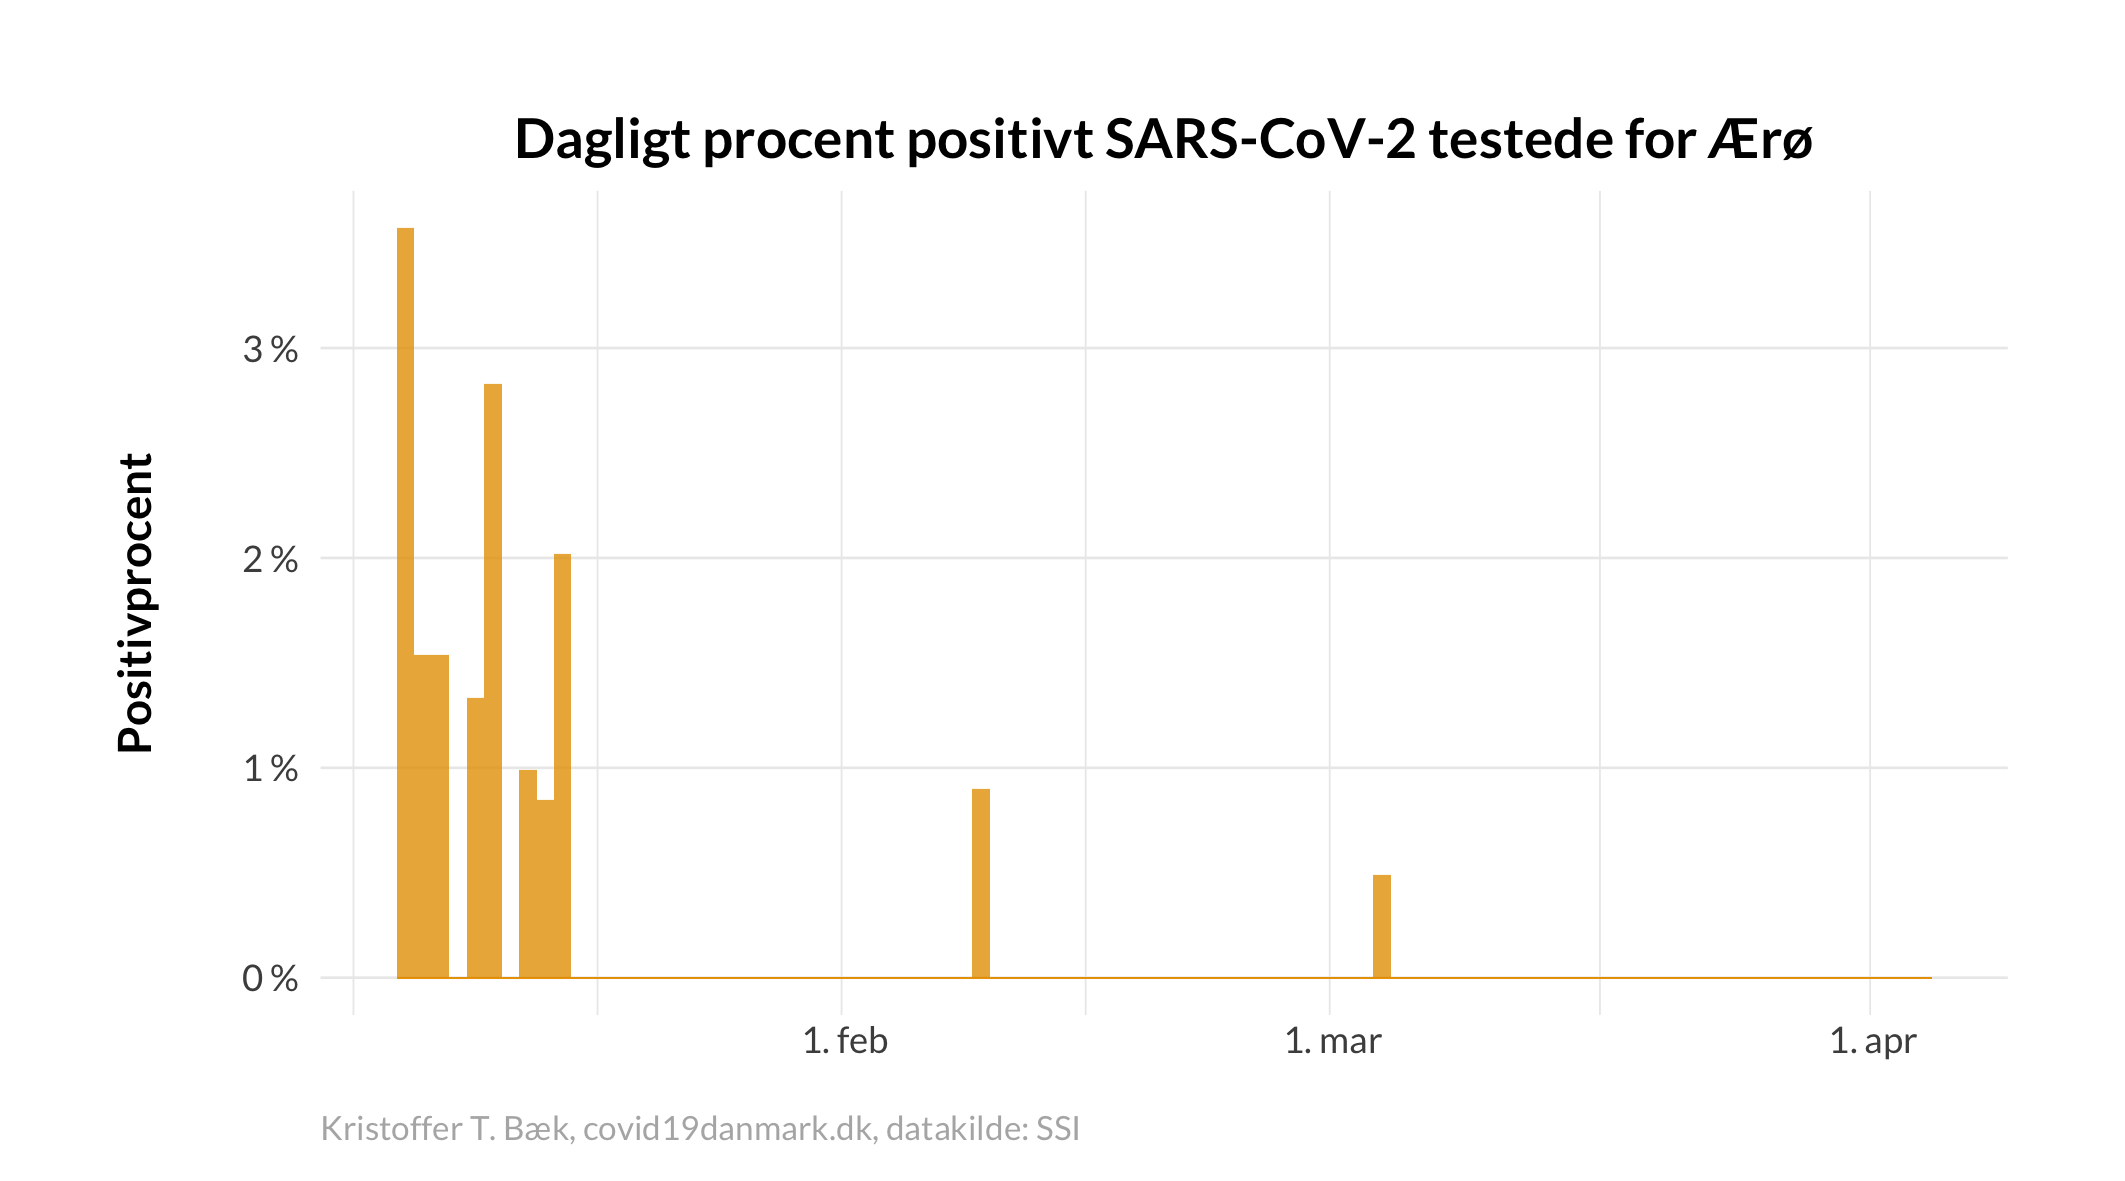 Dagligt procent positivt SARS-CoV-2 testede for Ærø
Positivprocent
3 %
2 %
1 %
0 %
1. feb
1. mar
1. apr
Kristoffer T. Bæk, covid19danmark.dk, datakilde: SSI